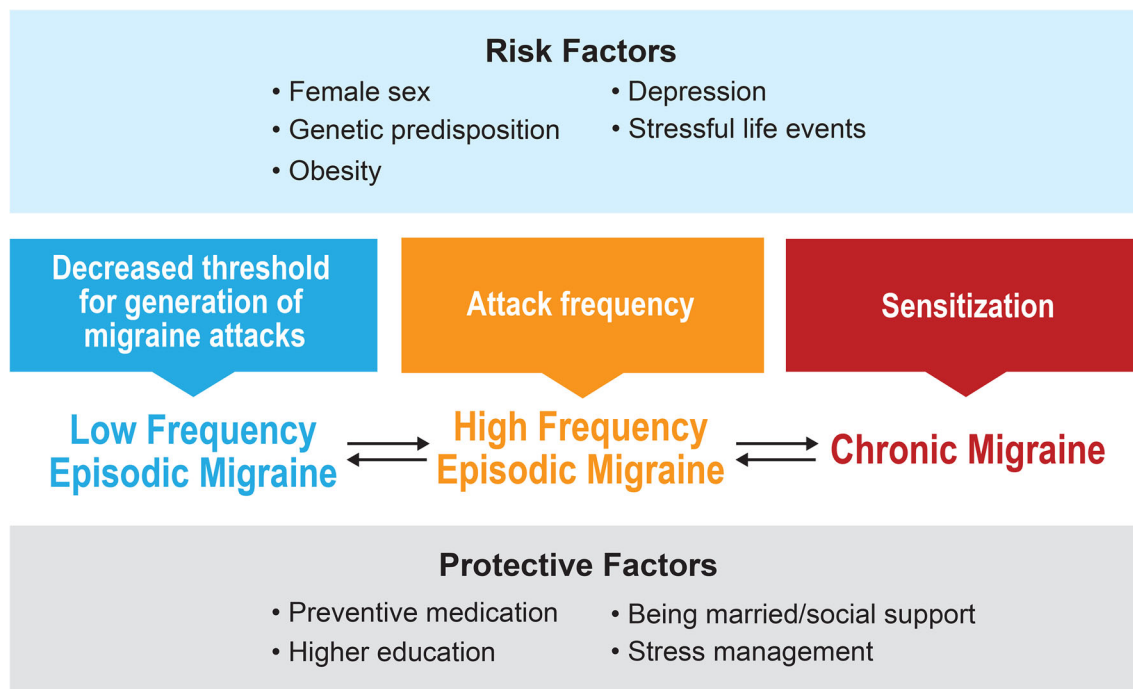 Risk Factors
• Female sex
• Genetic predisposition
• Obesity
• Depression
• Stressful life events
Decreased threshold
for generation of
migraine attacks
Attack frequency
Sensitization
Low Frequency
Episodic Migraine
High Frequency
Episodic Migraine
Chronic Migraine
Protective Factors
• Preventive medication
• Higher education
• Being married/social support
• Stress management